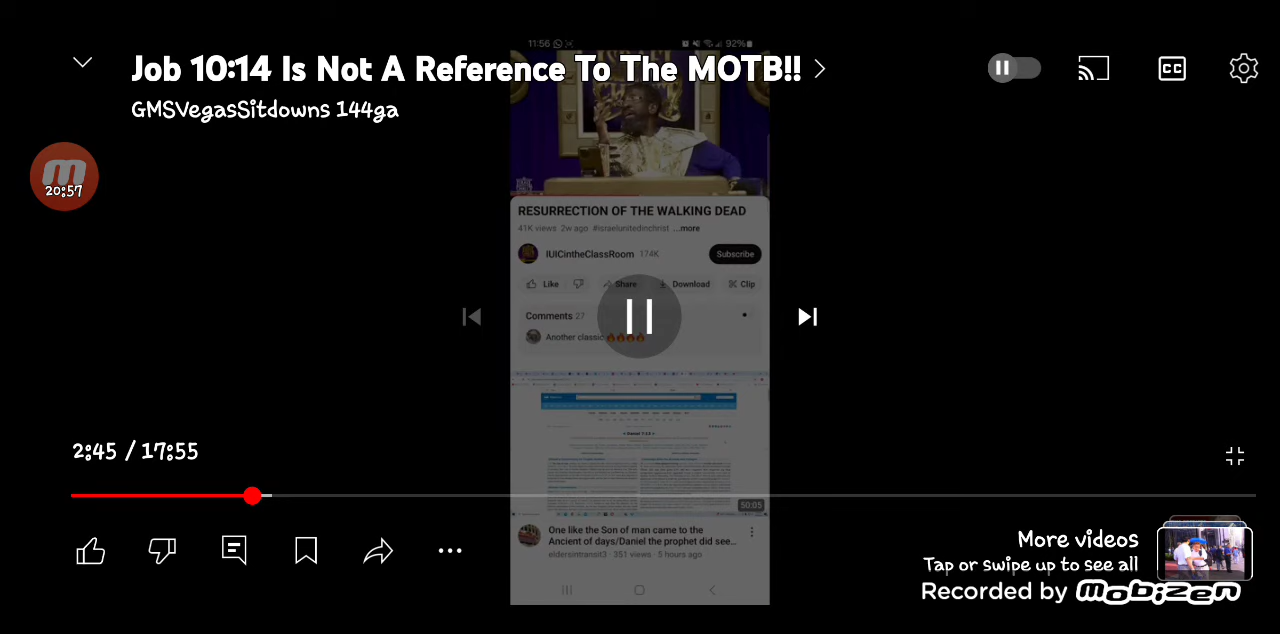 11:56 92%
Job 10:14 Is Not A Reference To The MOTB!!
CC
GMSVegasSitdowns 144ga
20:57
RESURRECTION OF THE WALKING DEAD
41K views 2w ago #israelunitedinchrist ...more
IUICintheClassRoom 174K Subscribe
Like Share Download Clip
Comments 27
Another classic🔥🔥🔥🔥
2:45 / 17:55
50:05
One like the Son of man came to the
Ancient of days/Daniel the prophet did see...
eldersintransit3 · 351 views · 5 hours ago
More videos
Tap or swipe up to see all
Recorded by mobizen